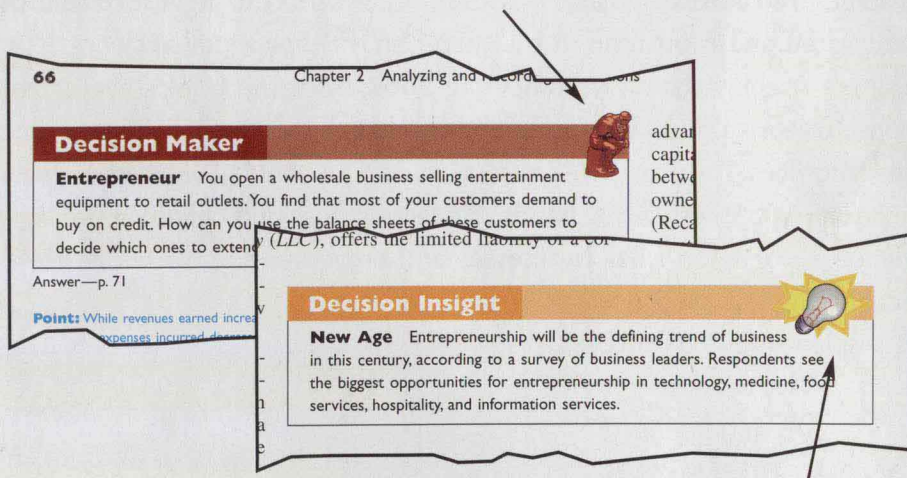 66
Chapter 2 Analyzing and
Decision Maker
Entrepreneur You open a wholesale business selling entertainment
equipment to retail outlets. You find that most of your customers demand to
buy on credit. How can you use the balance sheets of these customers to
decide which ones to extend
Answer—p. 71
Point: While revenues earned
expenses incurred
betwe
owne
(Reca
(LLC), offers the limited liability of a cor-
Decision Insight
New Age Entrepreneurship will be the defining trend of business
in this century, according to a survey of business leaders. Respondents see
the biggest opportunities for entrepreneurship in technology, medicine, food
services, hospitality, and information services.